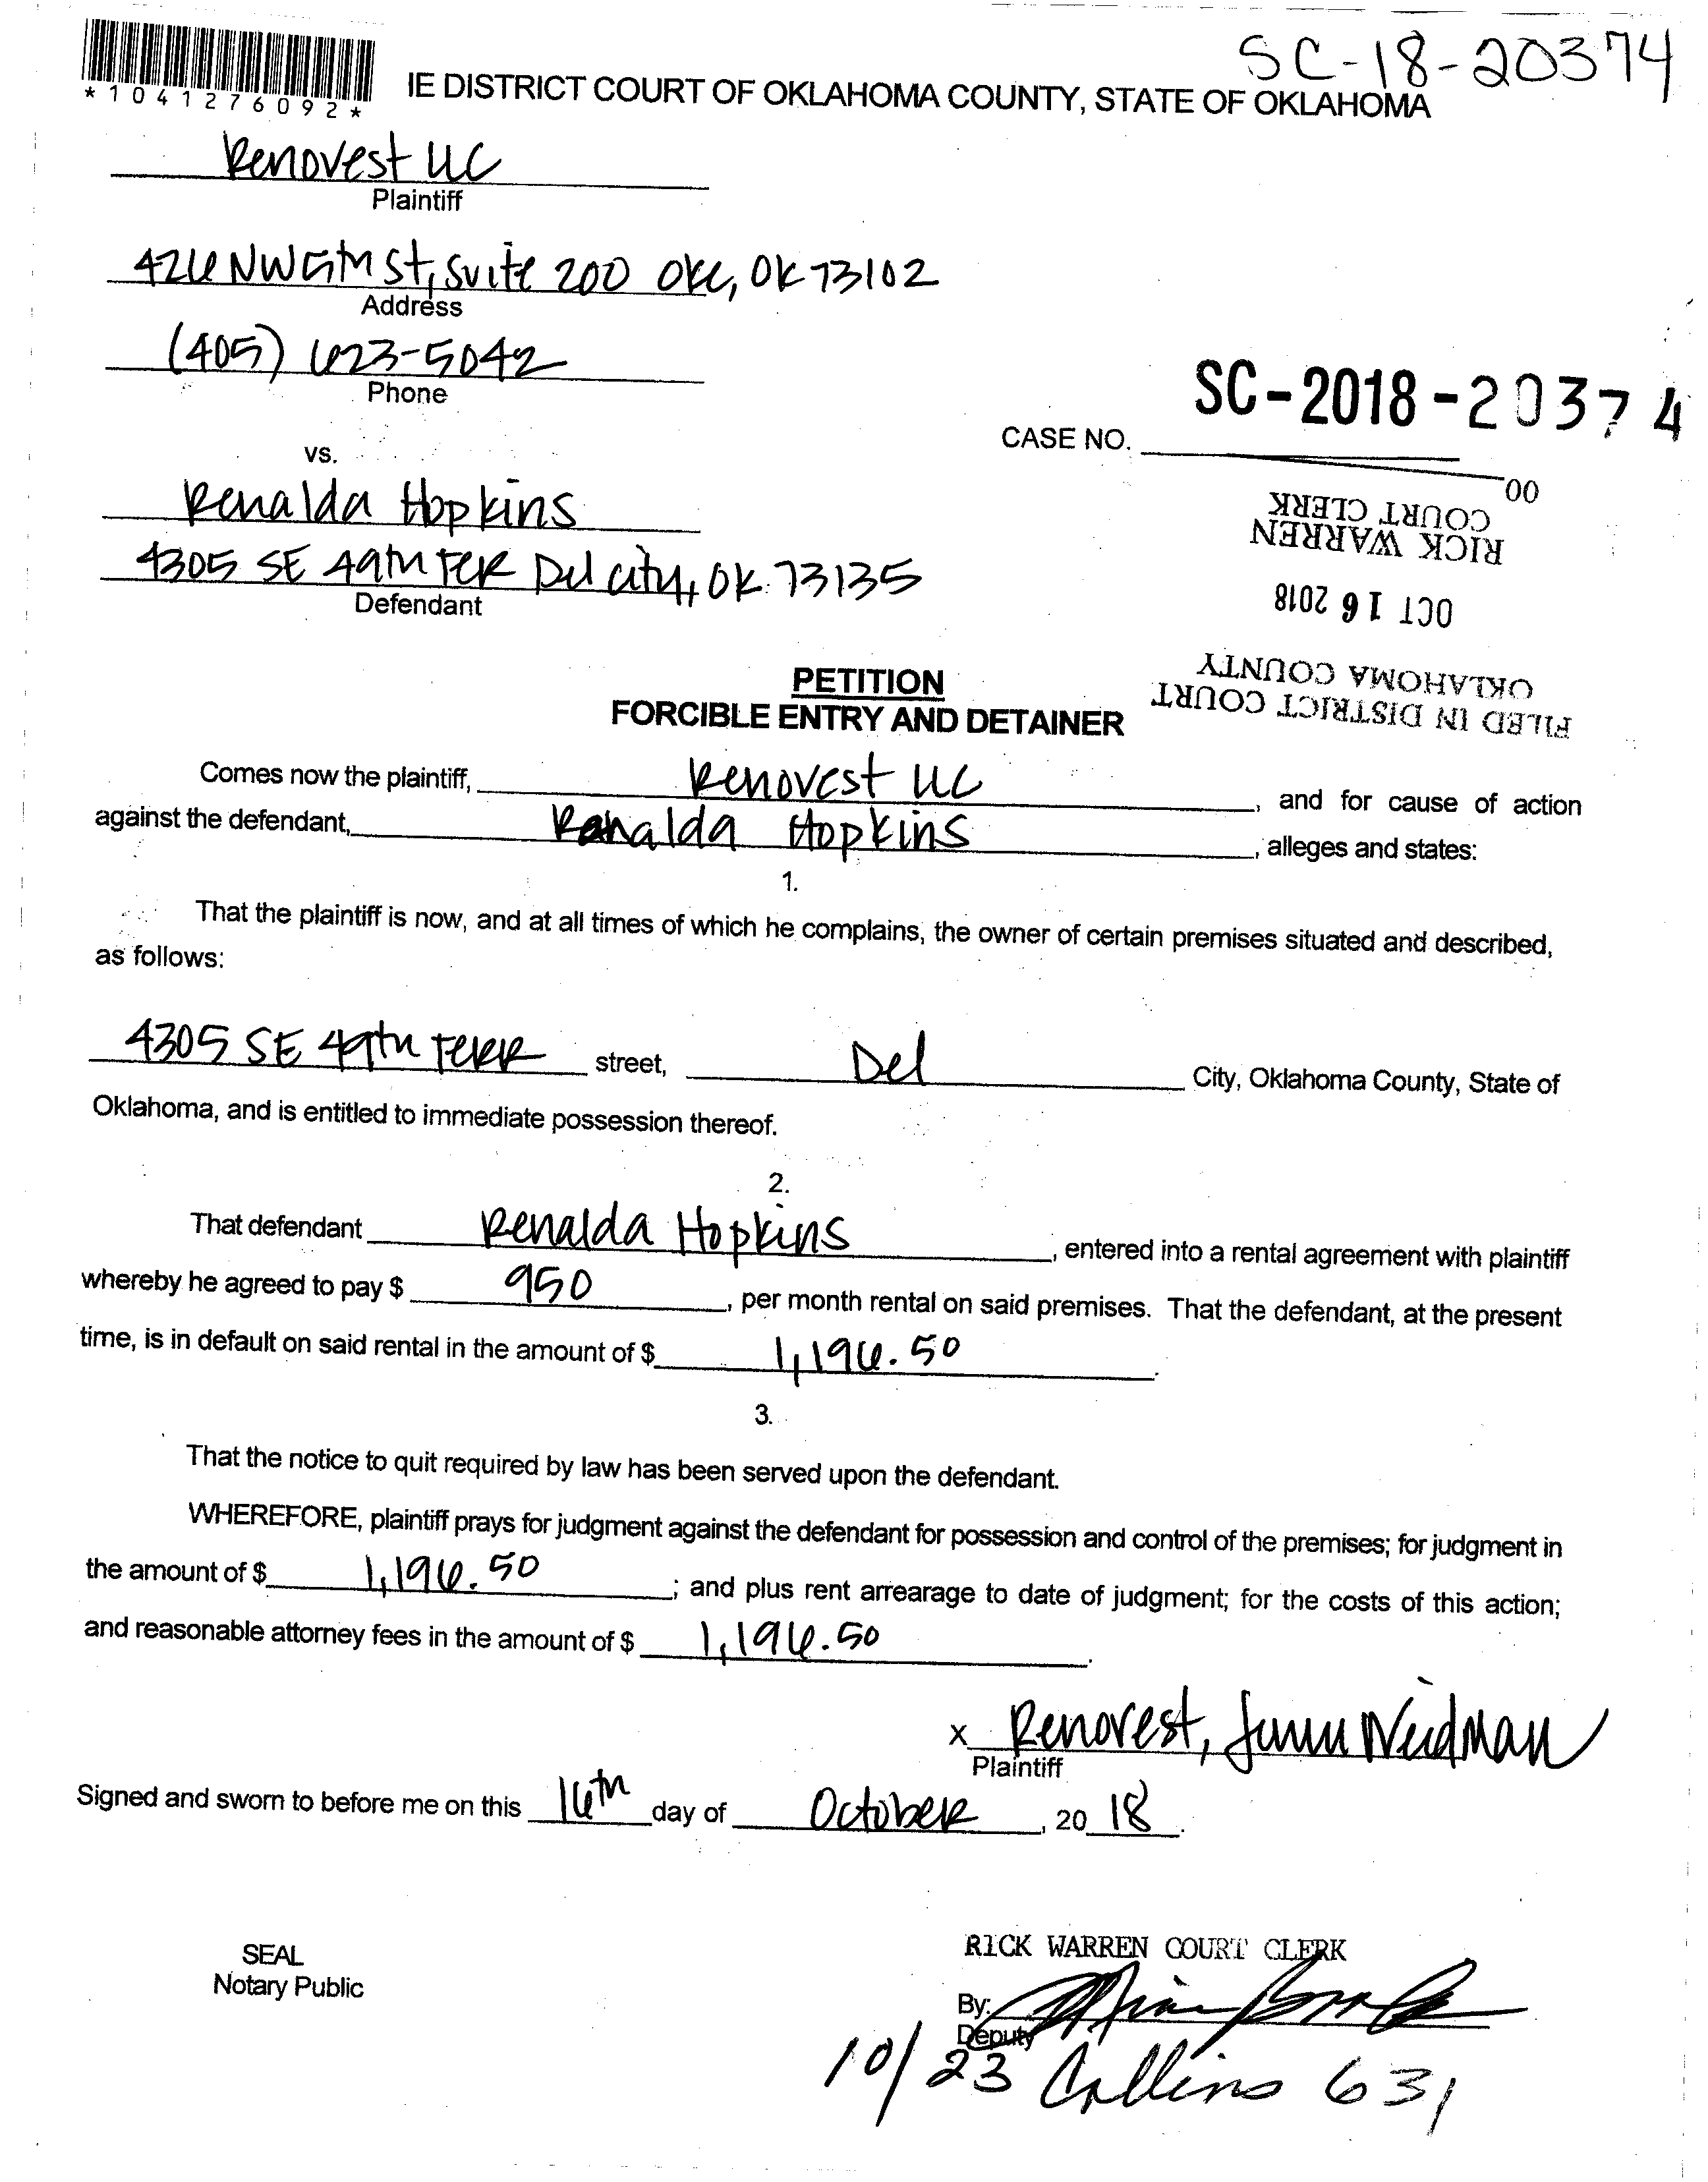 SC-18-20374
*1041276092*
IE DISTRICT COURT OF OKLAHOMA COUNTY, STATE OF OKLAHOMA
Renovest LLC
Plaintiff
426 NW 5th St, Suite 200 OKC, OK 73102
Address
(405) 623-5042
Phone
SC-2018-20374
CASE NO.
vs.
Renalda Hopkins
4305 SE 49th TER Del City, OK 73135
Defendant
00
COURT CLERK
RICK WARREN
OCT 16 2018
OKLAHOMA COUNTY
FILED IN DISTRICT COURT
PETITION
FORCIBLE ENTRY AND DETAINER
Comes now the plaintiff, Renovest LLC, and for cause of action
against the defendant, Renalda Hopkins, alleges and states:
1.
That the plaintiff is now, and at all times of which he complains, the owner of certain premises situated and described,
as follows:
4305 SE 49th TERR street, Del City, Oklahoma County, State of
Oklahoma, and is entitled to immediate possession thereof.
2.
That defendant Renalda Hopkins, entered into a rental agreement with plaintiff
whereby he agreed to pay $ 950, per month rental on said premises. That the defendant, at the present
time, is in default on said rental in the amount of $ 1,196.50.
3.
That the notice to quit required by law has been served upon the defendant.
WHEREFORE, plaintiff prays for judgment against the defendant for possession and control of the premises; for judgment in
the amount of $ 1,196.50; and plus rent arrearage to date of judgment; for the costs of this action;
and reasonable attorney fees in the amount of $ 1,196.50.
x Renovest,
Plaintiff
Signed and sworn to before me on this 16th day of October, 2018.
SEAL
Notary Public
RICK WARREN COURT CLERK
By:
Deputy
10/23 Collins 631